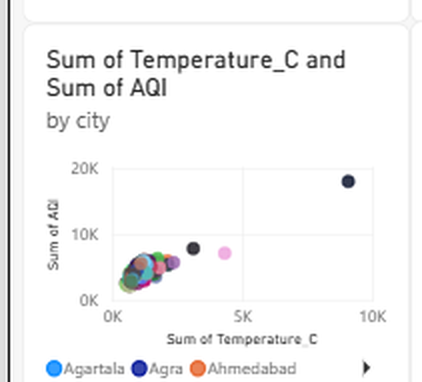 Sum of Temperature_C and
Sum of AQI
by city
20K
10K
0K
Sum of AQI
0K 5K 10K
Sum of Temperature_C
Agartala Agra Ahmedabad